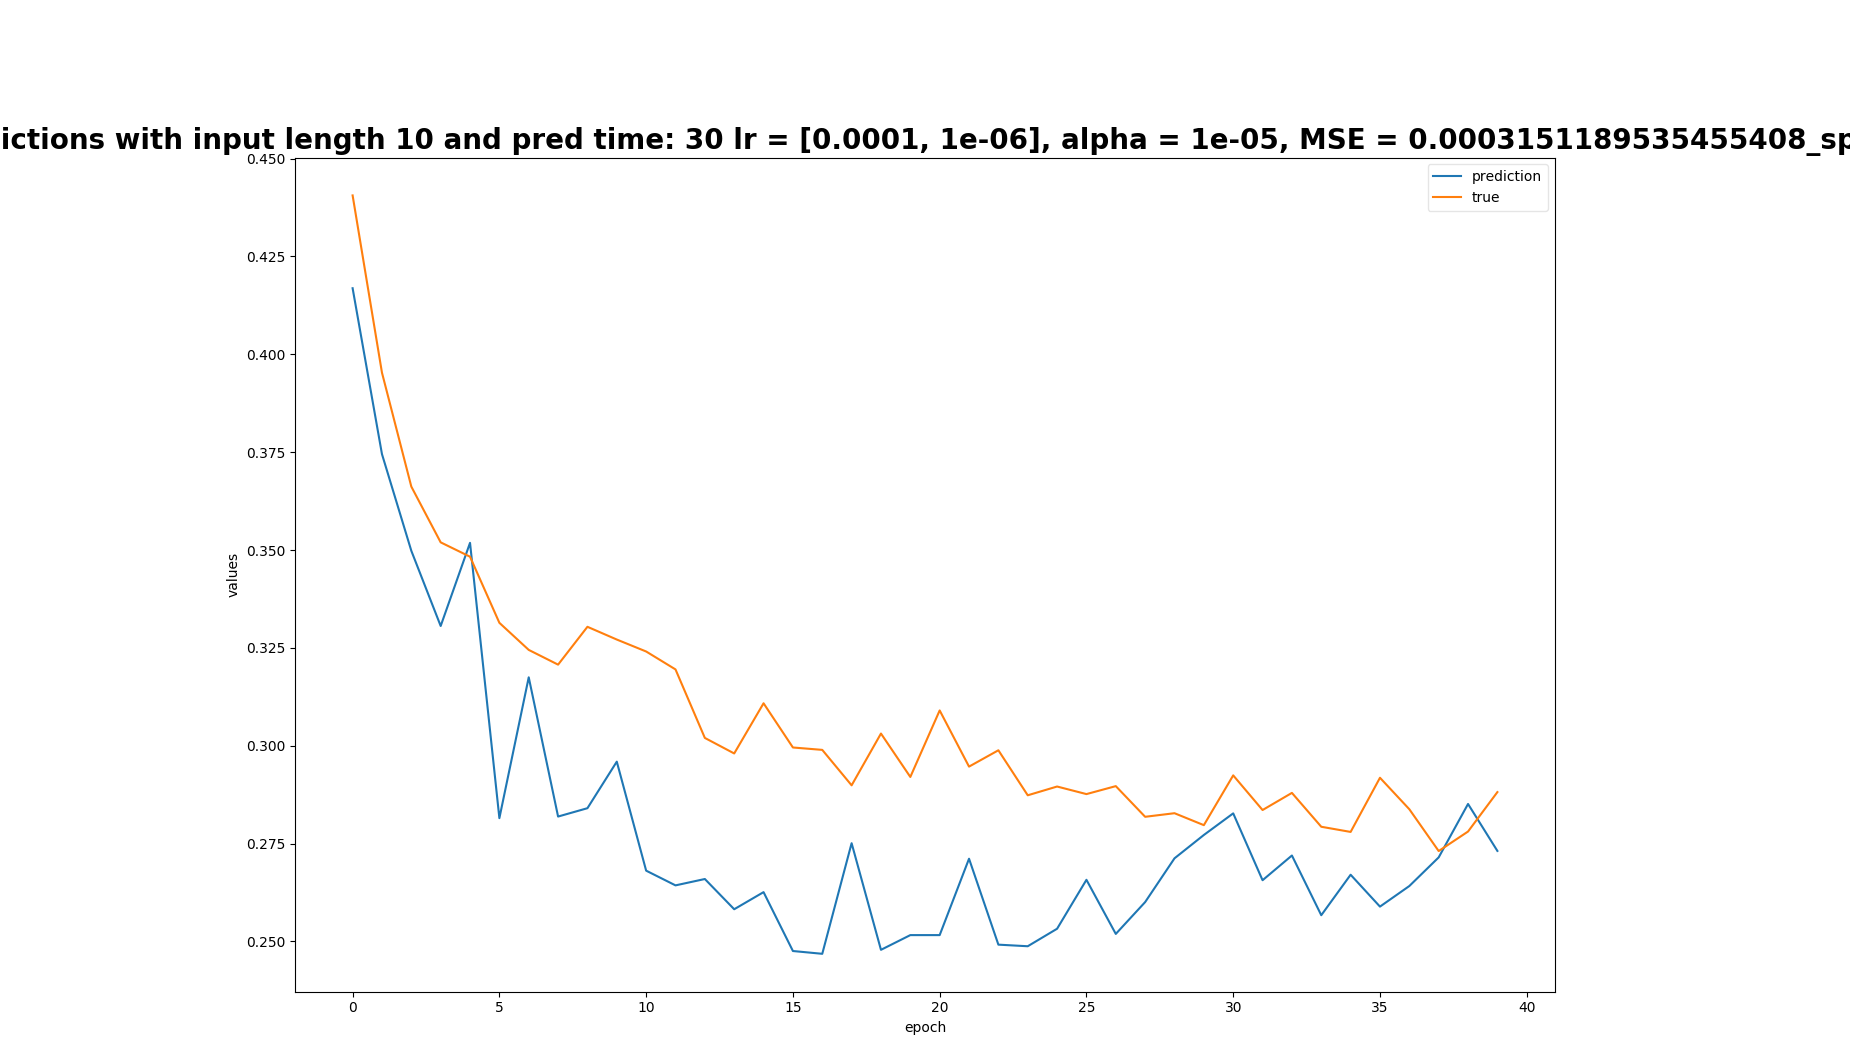 ictions with input length 10 and pred time: 30 lr = [0.0001, 1e-06], alpha = 1e-05, MSE = 0.0003151189535455408_sp
prediction
true
0.450
0.425
0.400
0.375
0.350
0.325
0.300
0.275
0.250
values
0 5 10 15 20 25 30 35 40
epoch